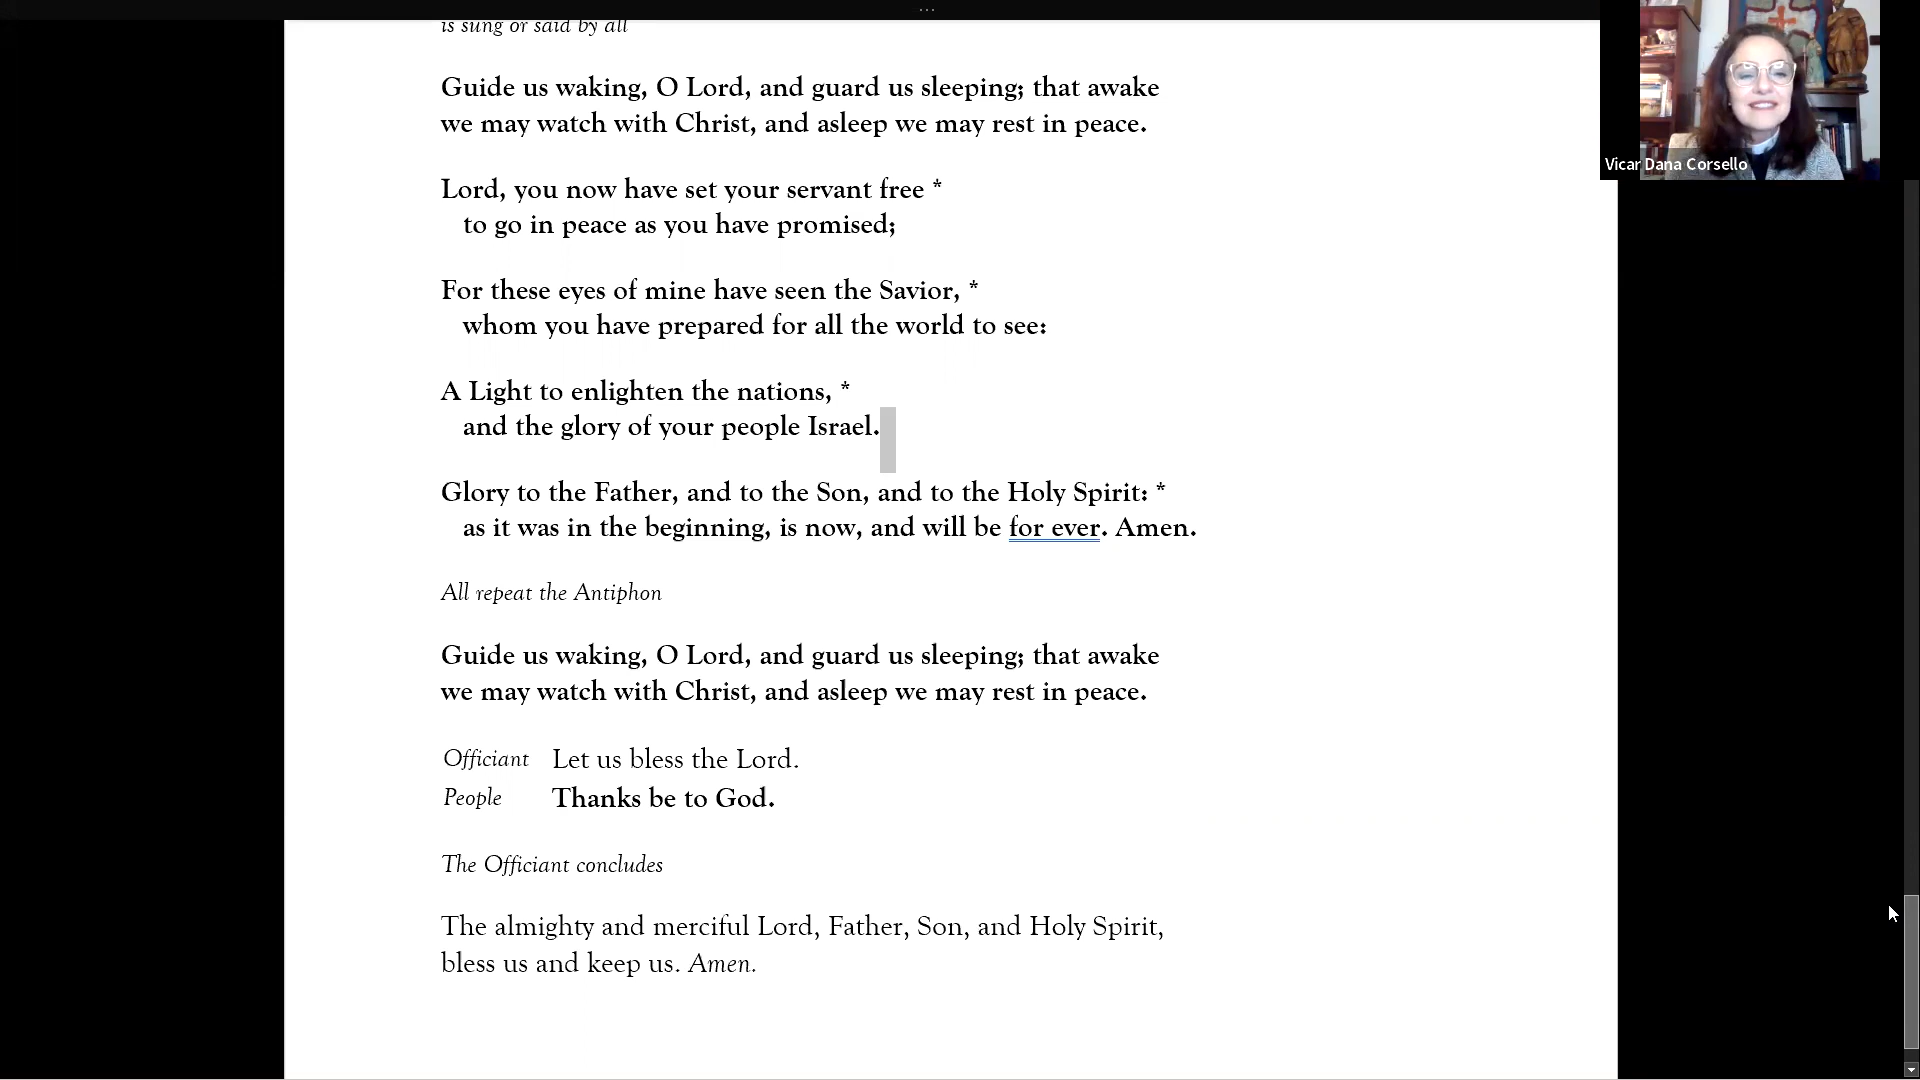 is sung or said by all
Guide us waking, O Lord, and guard us sleeping; that awake
we may watch with Christ, and asleep we may rest in peace.
Lord, you now have set your servant free *
to go in peace as you have promised;
For these eyes of mine have seen the Savior, *
whom you have prepared for all the world to see:
A Light to enlighten the nations, *
and the glory of your people Israel.
Glory to the Father, and to the Son, and to the Holy Spirit: *
as it was in the beginning, is now, and will be for ever. Amen.
All repeat the Antiphon
Guide us waking, O Lord, and guard us sleeping; that awake
we may watch with Christ, and asleep we may rest in peace.
Officiant Let us bless the Lord.
People Thanks be to God.
The Officiant concludes
The almighty and merciful Lord, Father, Son, and Holy Spirit,
bless us and keep us. Amen.
Vicar Dana Corsello